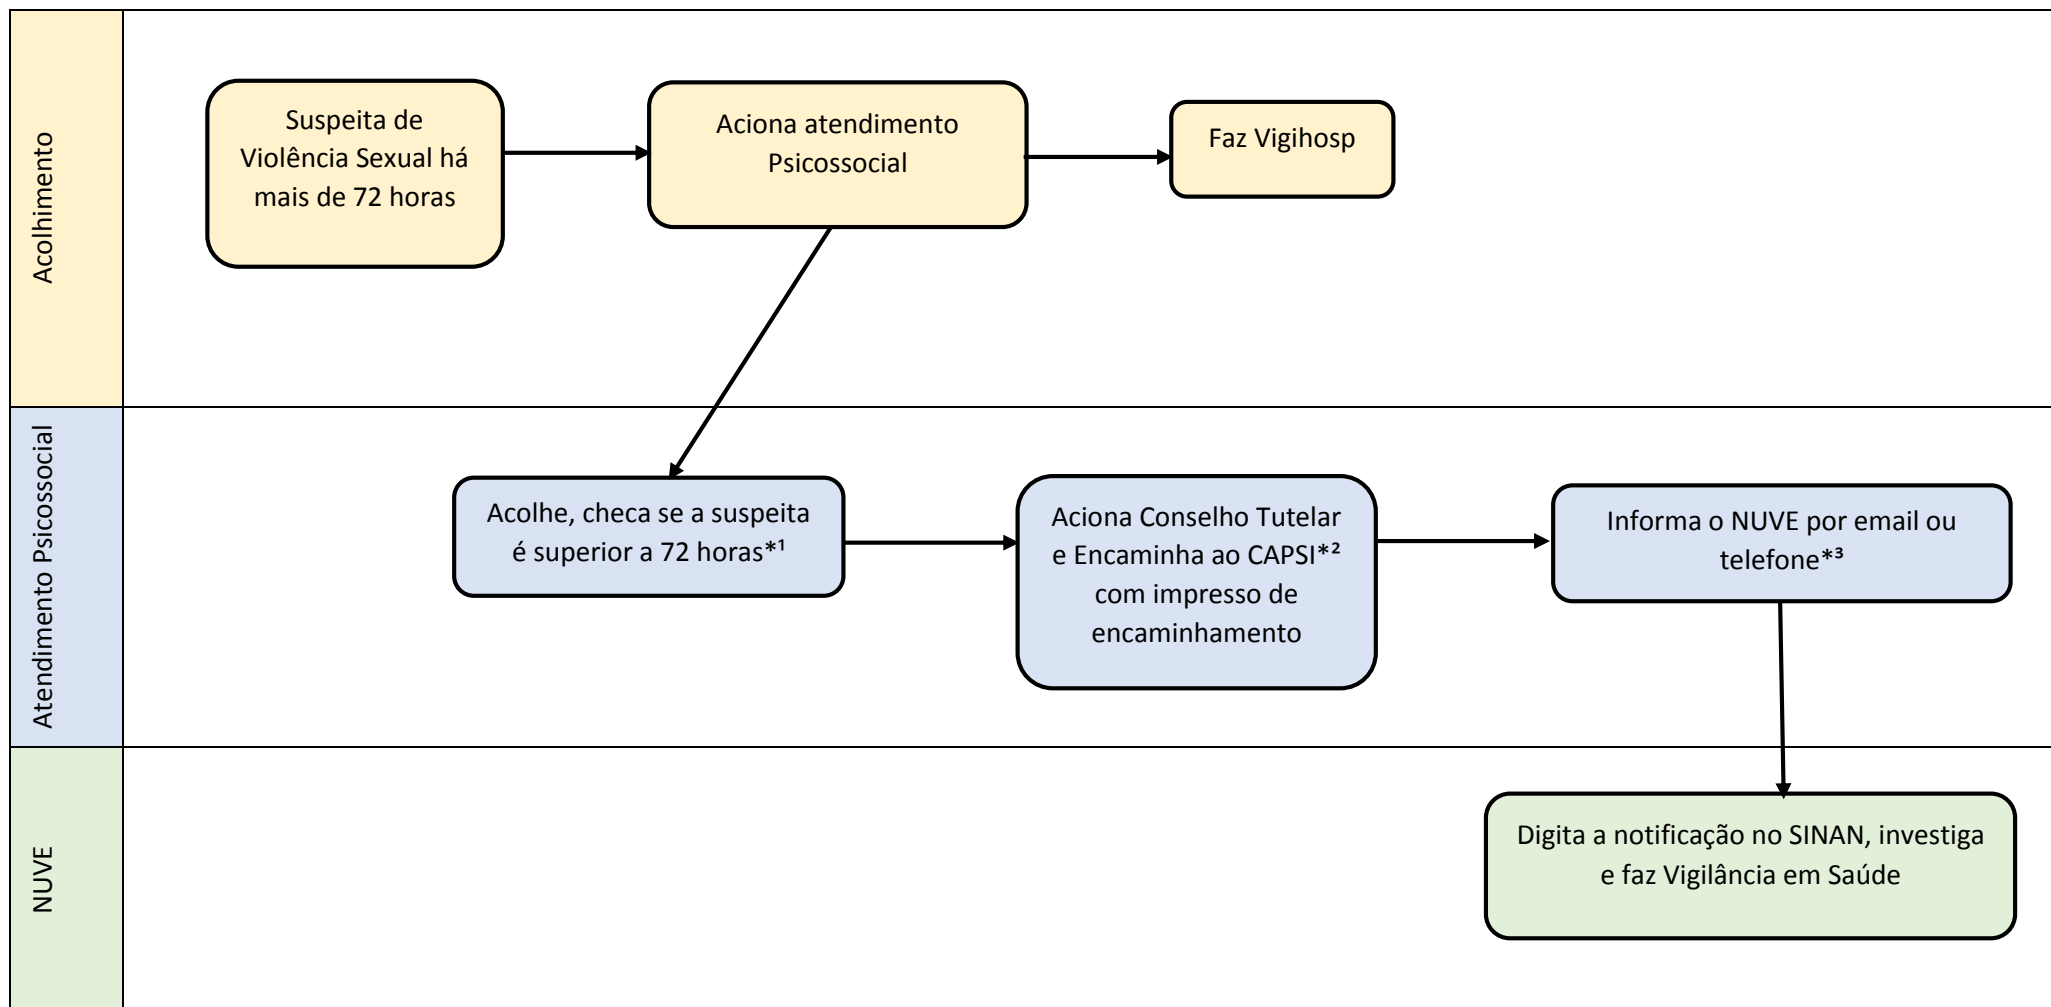 Acolhimento
Suspeita de
Violência Sexual há
mais de 72 horas
Aciona atendimento
Psicossocial
Faz Vigihosp
Atendimento Psicossocial
Acolhe, checa se a suspeita
é superior a 72 horas*¹
Aciona Conselho Tutelar
e Encaminha ao CAPSI*²
com impresso de
encaminhamento
Informa o NUVE por email ou
telefone*³
NUVE
Digita a notificação no SINAN, investiga
e faz Vigilância em Saúde